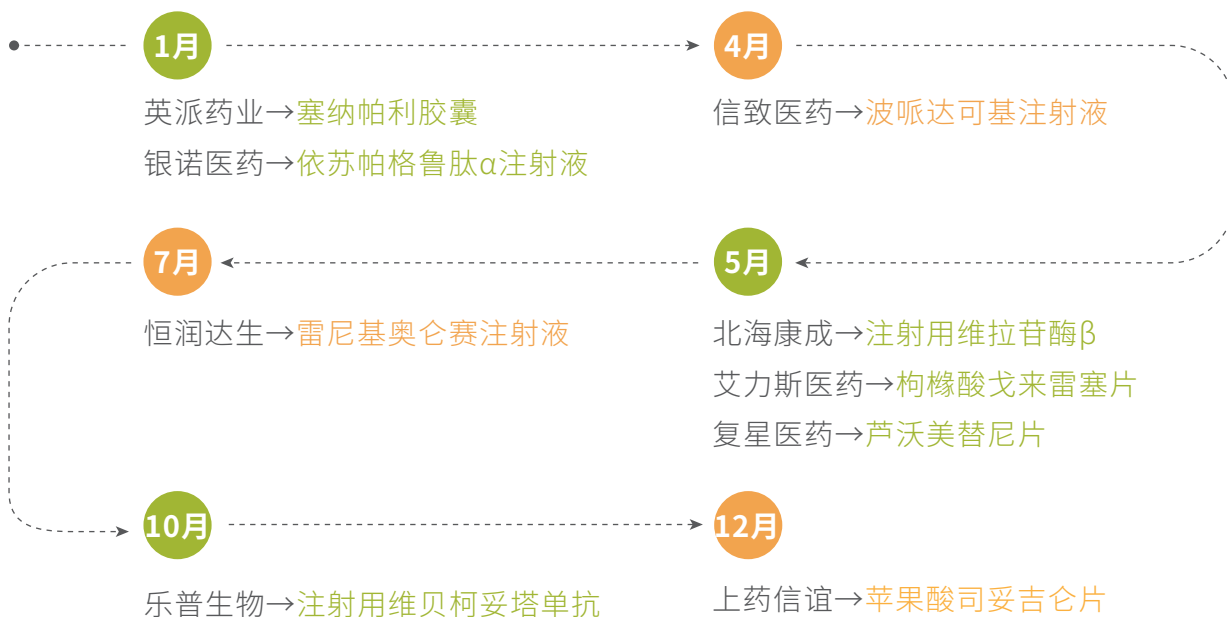 1月
英派药业→塞纳帕利胶囊
银诺医药→依苏帕格鲁肽α注射液
4月
信致医药→波哌达可基注射液
5月
北海康成→注射用维拉苷酶β
艾力斯医药→枸橼酸戈来雷塞片
复星医药→芦沃美替尼片
7月
恒润达生→雷尼基奥仑赛注射液
10月
乐普生物→注射用维贝柯妥塔单抗
12月
上药信谊→苹果酸司妥吉仑片